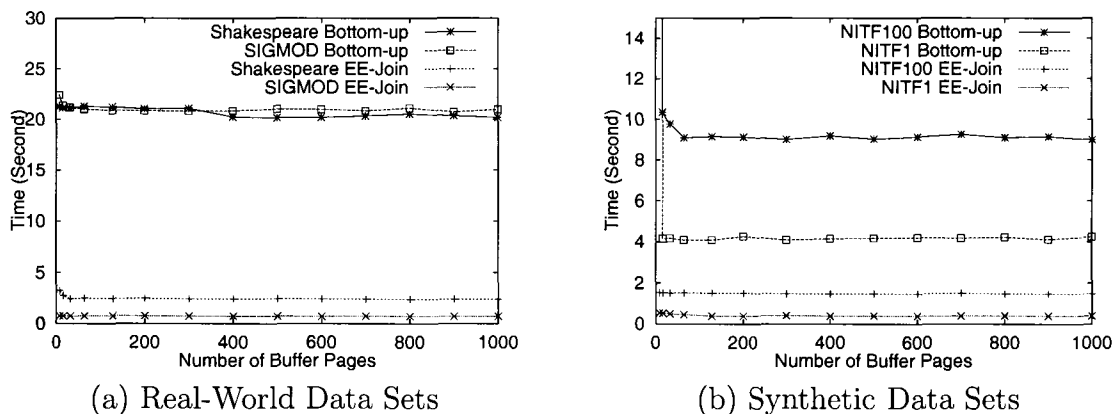 30
25
20
15
10
5
0
Time (Second)
Shakespeare Bottom-up
SIGMOD Bottom-up
Shakespeare EE-Join
SIGMOD EE-Join
0 200 400 600 800 1000
Number of Buffer Pages
(a) Real-World Data Sets
14
12
10
8
6
4
2
0
Time (Second)
NITF100 Bottom-up
NITF1 Bottom-up
NITF100 EE-Join
NITF1 EE-Join
0 200 400 600 800 1000
Number of Buffer Pages
(b) Synthetic Data Sets